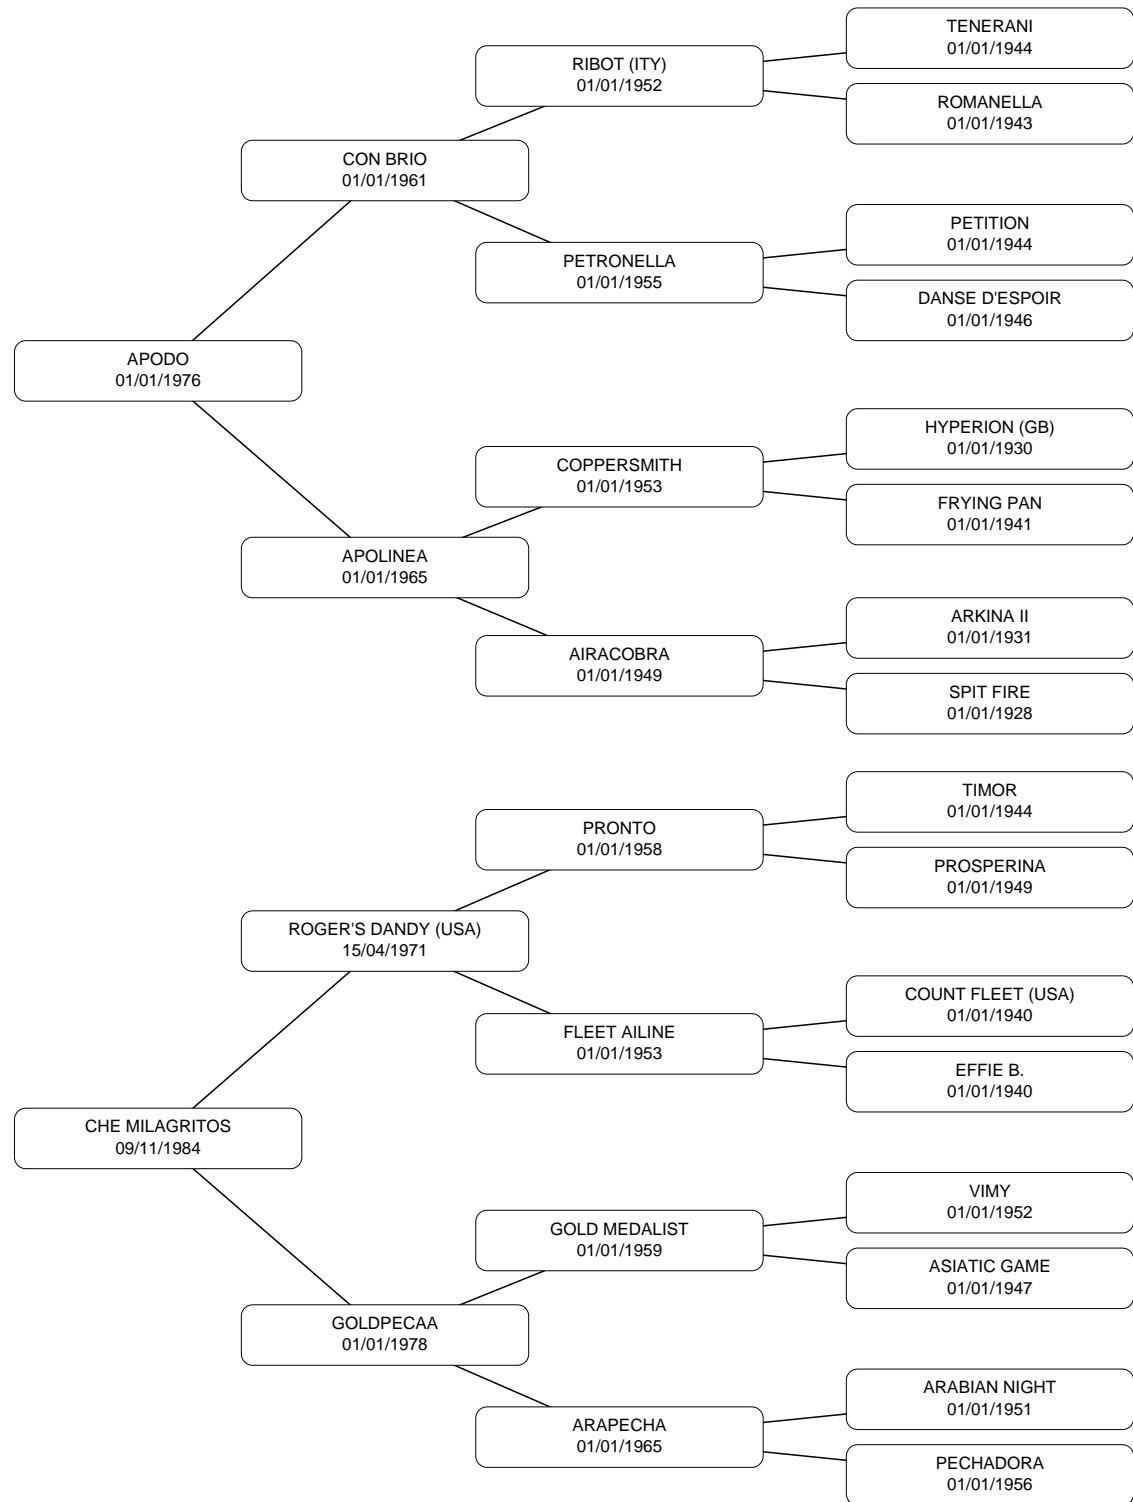 TENERANI
01/01/1944
RIBOT (ITY)
01/01/1952
ROMANELLA
01/01/1943
CON BRIO
01/01/1961
PETITION
01/01/1944
PETRONELLA
01/01/1955
DANSE D'ESPOIR
01/01/1946
APODO
01/01/1976
HYPERION (GB)
01/01/1930
COPPERSMITH
01/01/1953
FRYING PAN
01/01/1941
APOLINEA
01/01/1965
ARKINA II
01/01/1931
AIRACOBRA
01/01/1949
SPIT FIRE
01/01/1928
TIMOR
01/01/1944
PRONTO
01/01/1958
PROSPERINA
01/01/1949
ROGER'S DANDY (USA)
15/04/1971
COUNT FLEET (USA)
01/01/1940
FLEET AILINE
01/01/1953
EFFIE B.
01/01/1940
CHE MILAGRITOS
09/11/1984
VIMY
01/01/1952
GOLD MEDALIST
01/01/1959
ASIATIC GAME
01/01/1947
GOLDPECAA
01/01/1978
ARABIAN NIGHT
01/01/1951
ARAPECHA
01/01/1965
PECHADORA
01/01/1956